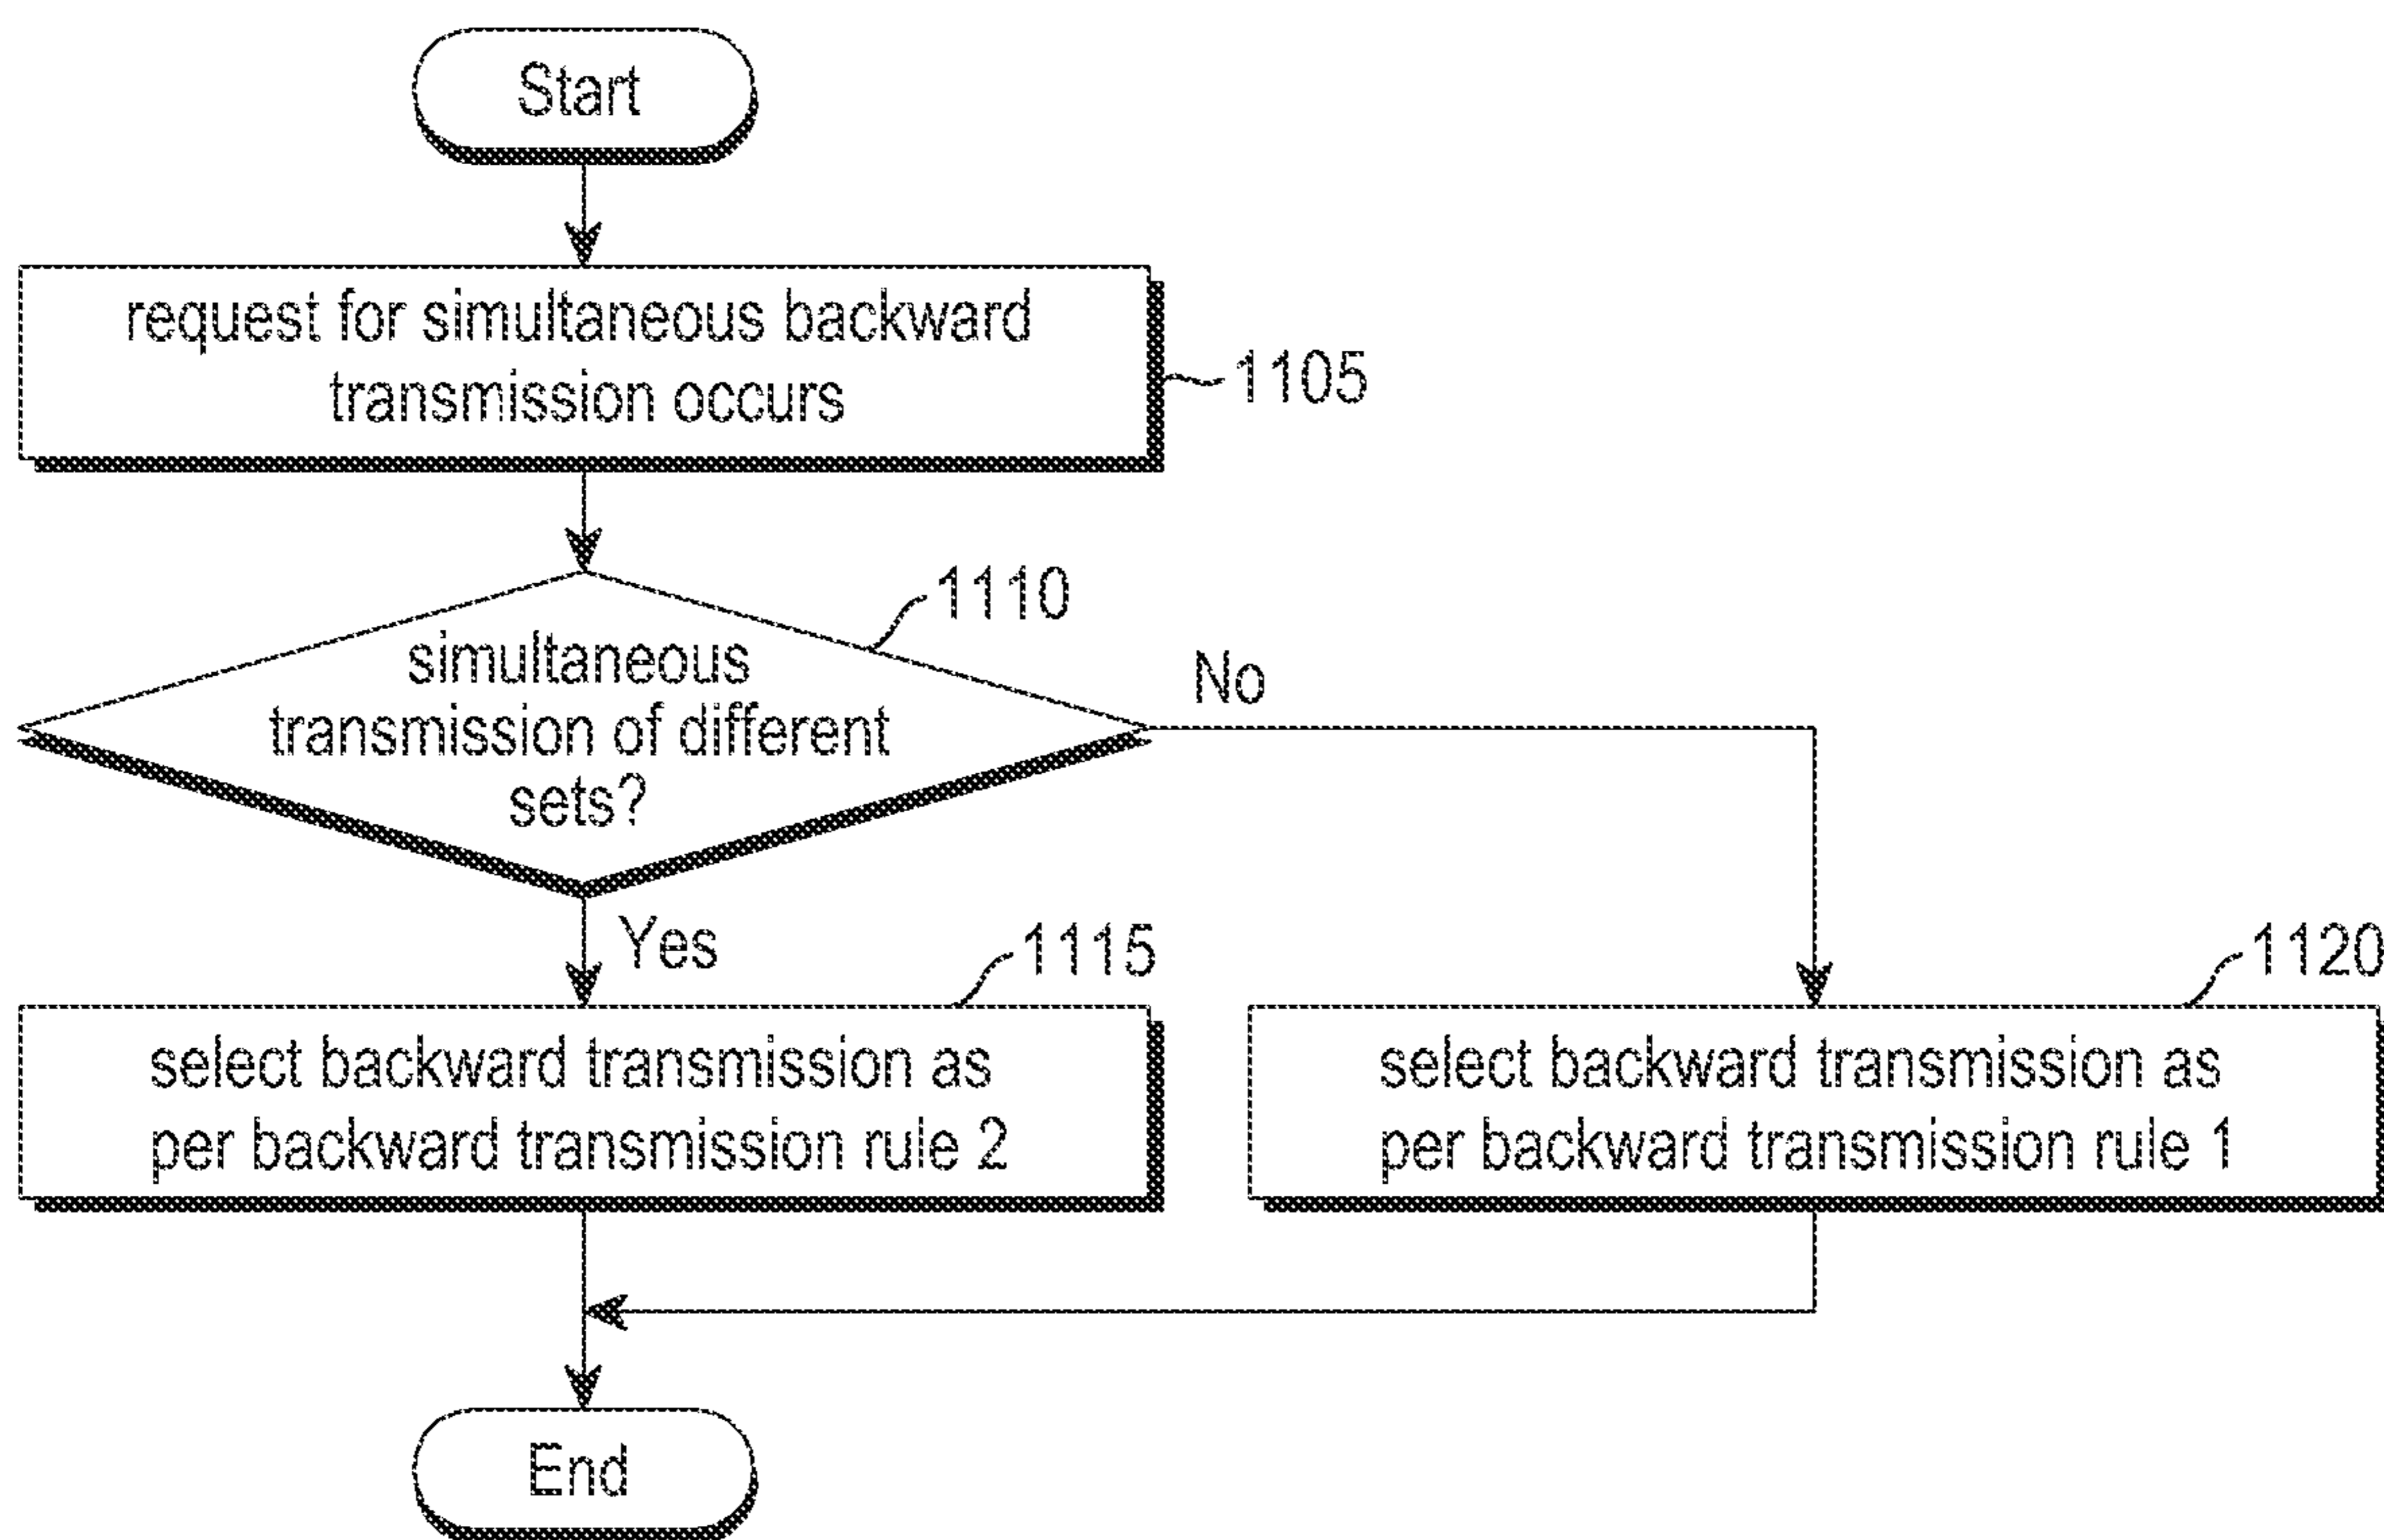 Start
request for simultaneous backward
transmission occurs
1105
1110
simultaneous
transmission of different
sets?
No
Yes
1115
1120
select backward transmission as
per backward transmission rule 2
select backward transmission as
per backward transmission rule 1
End